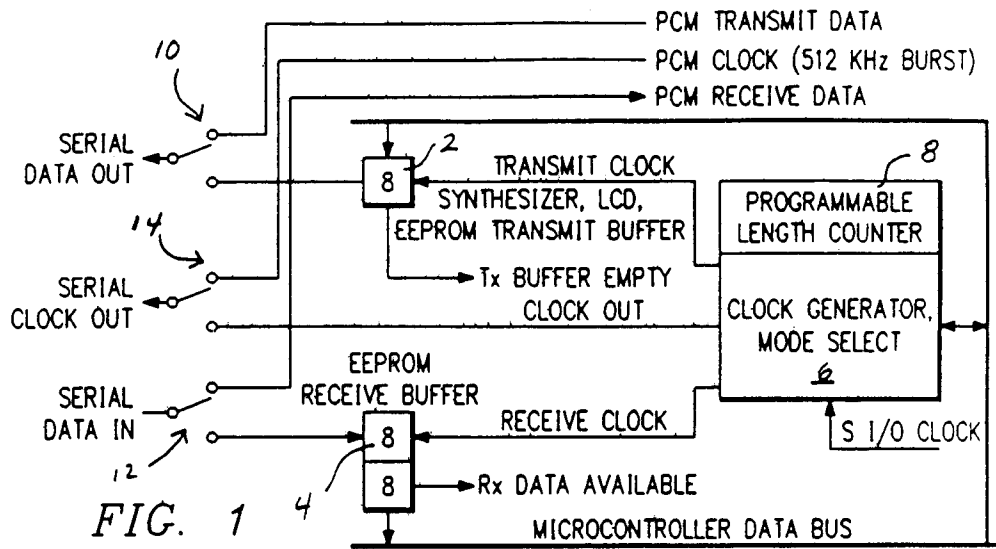 PCM TRANSMIT DATA
10
PCM CLOCK (512 KHz BURST)
PCM RECEIVE DATA
SERIAL
DATA OUT
2
8
TRANSMIT CLOCK
SYNTHESIZER, LCD,
EEPROM TRANSMIT BUFFER
8
PROGRAMMABLE
LENGTH COUNTER
14
Tx BUFFER EMPTY
SERIAL
CLOCK OUT
CLOCK OUT
CLOCK GENERATOR,
MODE SELECT
6
EEPROM
RECEIVE BUFFER
SERIAL
DATA IN
RECEIVE CLOCK
S I/O CLOCK
8
12
4
8
Rx DATA AVAILABLE
FIG. 1
MICROCONTROLLER DATA BUS